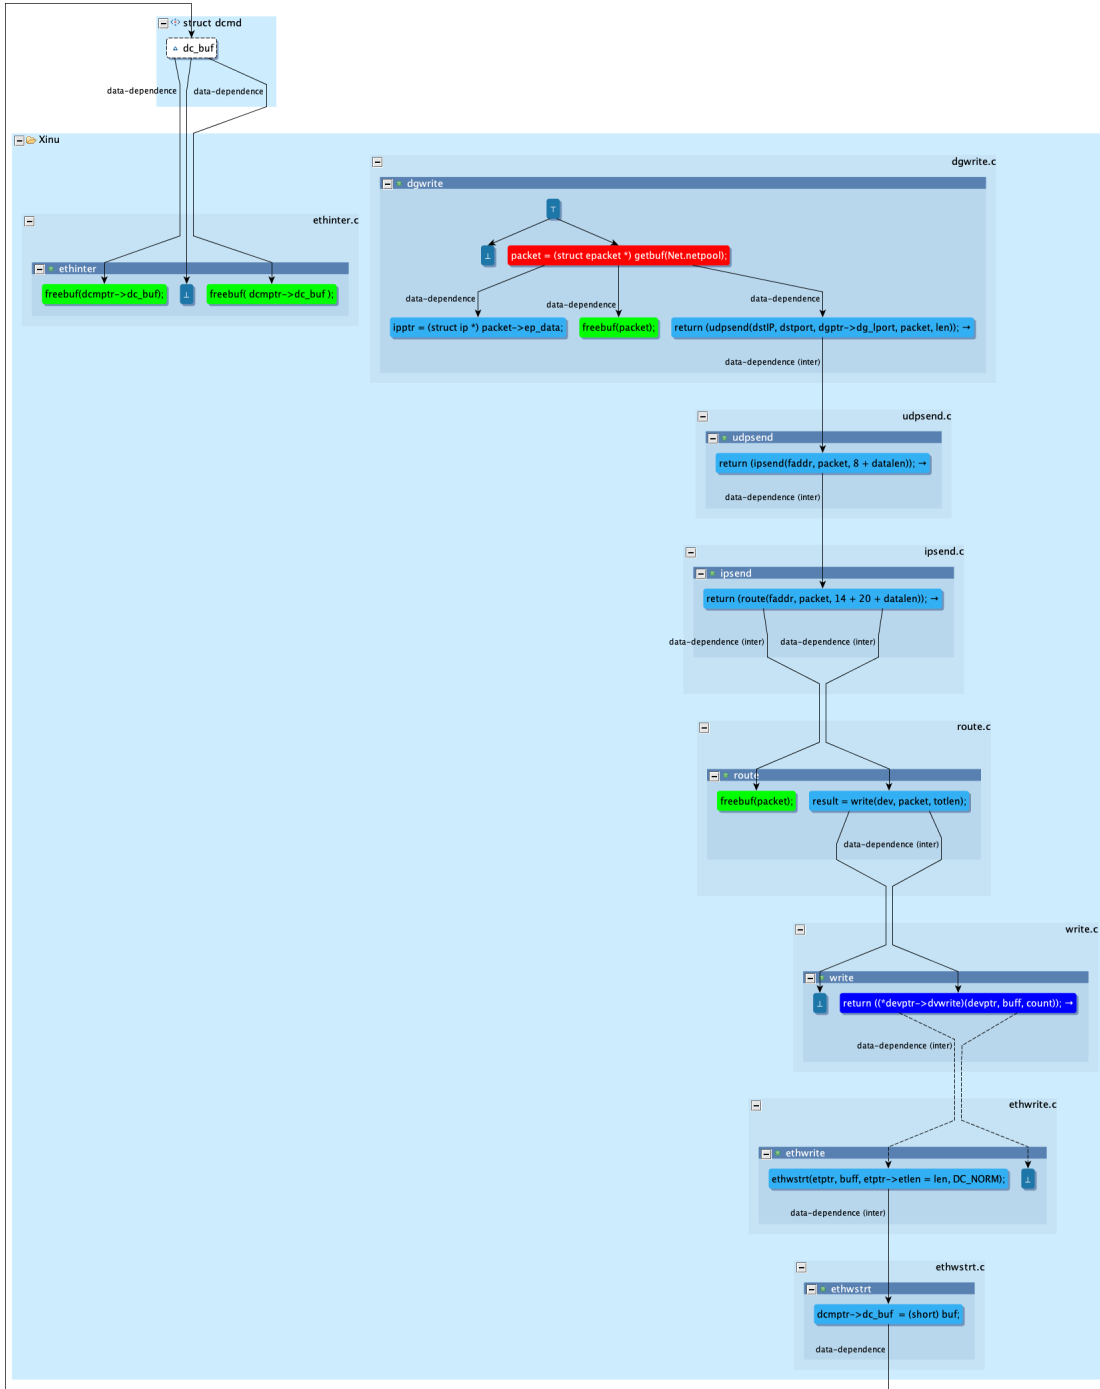 struct dcmd
dc_buf
data-dependence
data-dependence
Xinu
dgwrite.c
dgwrite
⊤
⊥
packet = (struct epacket *) getbuf(Net.netpool);
data-dependence
data-dependence
data-dependence
ipptr = (struct ip *) packet->ep_data;
freebuf(packet);
return (udpsend(dstIP, dstport, dgptr->dg_lport, packet, len)); →
data-dependence (inter)
ethinter.c
ethinter
freebuf(dcmptr->dc_buf);
⊥
freebuf( dcmptr->dc_buf );
udpsend.c
udpsend
return (ipsend(faddr, packet, 8 + datalen)); →
data-dependence (inter)
ipsend.c
ipsend
return (route(faddr, packet, 14 + 20 + datalen)); →
data-dependence (inter)
data-dependence (inter)
route.c
route
freebuf(packet);
result = write(dev, packet, totlen);
data-dependence (inter)
write.c
write
⊥
return ((*devptr->dvwrite)(devptr, buff, count)); →
data-dependence (inter)
ethwrite.c
ethwrite
ethwstrt(etptr, buff, etptr->etlen = len, DC_NORM);
⊥
data-dependence (inter)
ethwstrt.c
ethwstrt
dcmptr->dc_buf  = (short) buf;
data-dependence